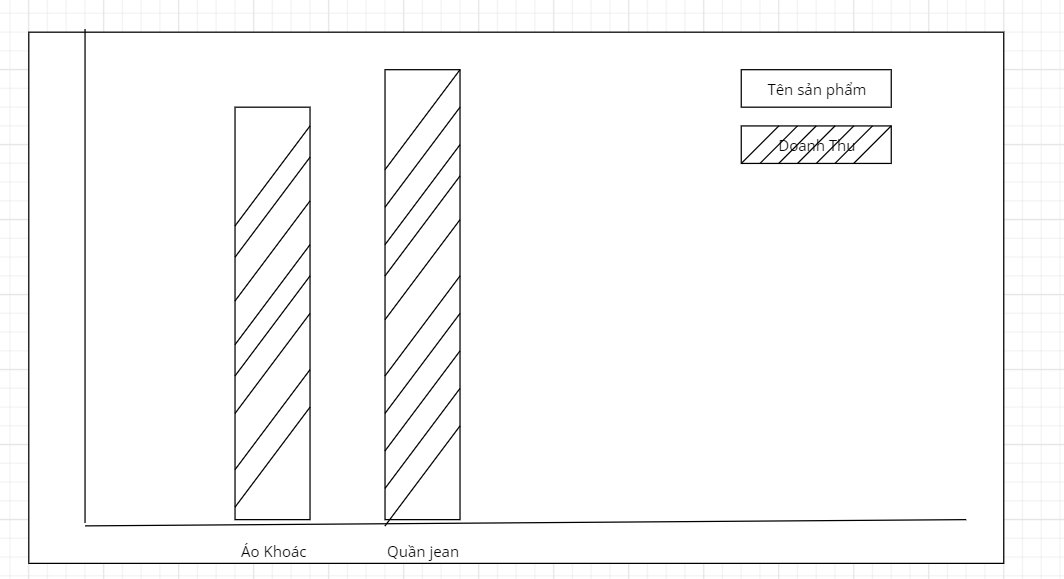 Tên sản phẩm
Doanh Thu
Áo Khoác
Quần jean